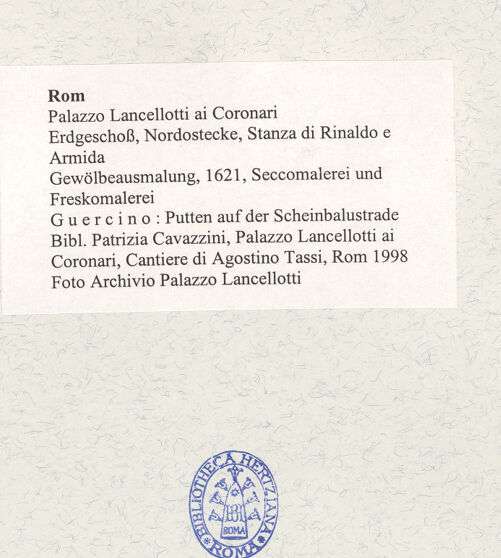 Rom
Palazzo Lancellotti ai Coronari
Erdgeschoß, Nordostecke, Stanza di Rinaldo e
Armida
Gewölbeausmalung, 1621, Seccomalerei und
Freskomalerei
G u e r c i n o : Putten auf der Scheinbalustrade
Bibl. Patrizia Cavazzini, Palazzo Lancellotti ai
Coronari, Cantiere di Agostino Tassi, Rom 1998
Foto Archivio Palazzo Lancellotti
BIBLIOTHECA HERTZIANA
ROMA
ROMA